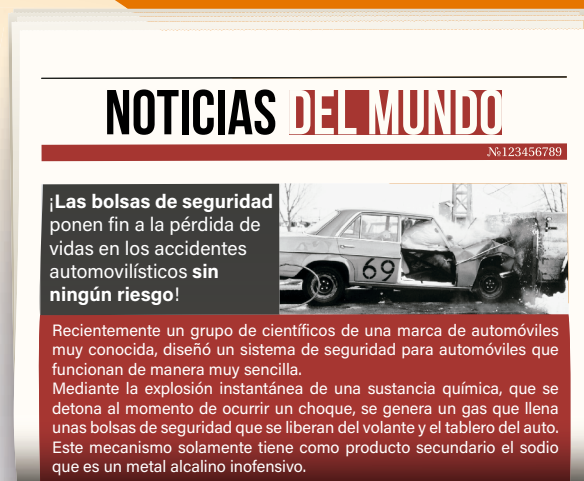 NOTICIAS DEL MUNDO
№123456789
¡Las bolsas de seguridad
ponen fin a la pérdida de
vidas en los accidentes
automovilísticos sin
ningún riesgo!
69
Recientemente un grupo de científicos de una marca de automóviles
muy conocida, diseñó un sistema de seguridad para automóviles que
funcionan de manera muy sencilla.
Mediante la explosión instantánea de una sustancia química, que se
detona al momento de ocurrir un choque, se genera un gas que llena
unas bolsas de seguridad que se liberan del volante y el tablero del auto.
Este mecanismo solamente tiene como producto secundario el sodio
que es un metal alcalino inofensivo.